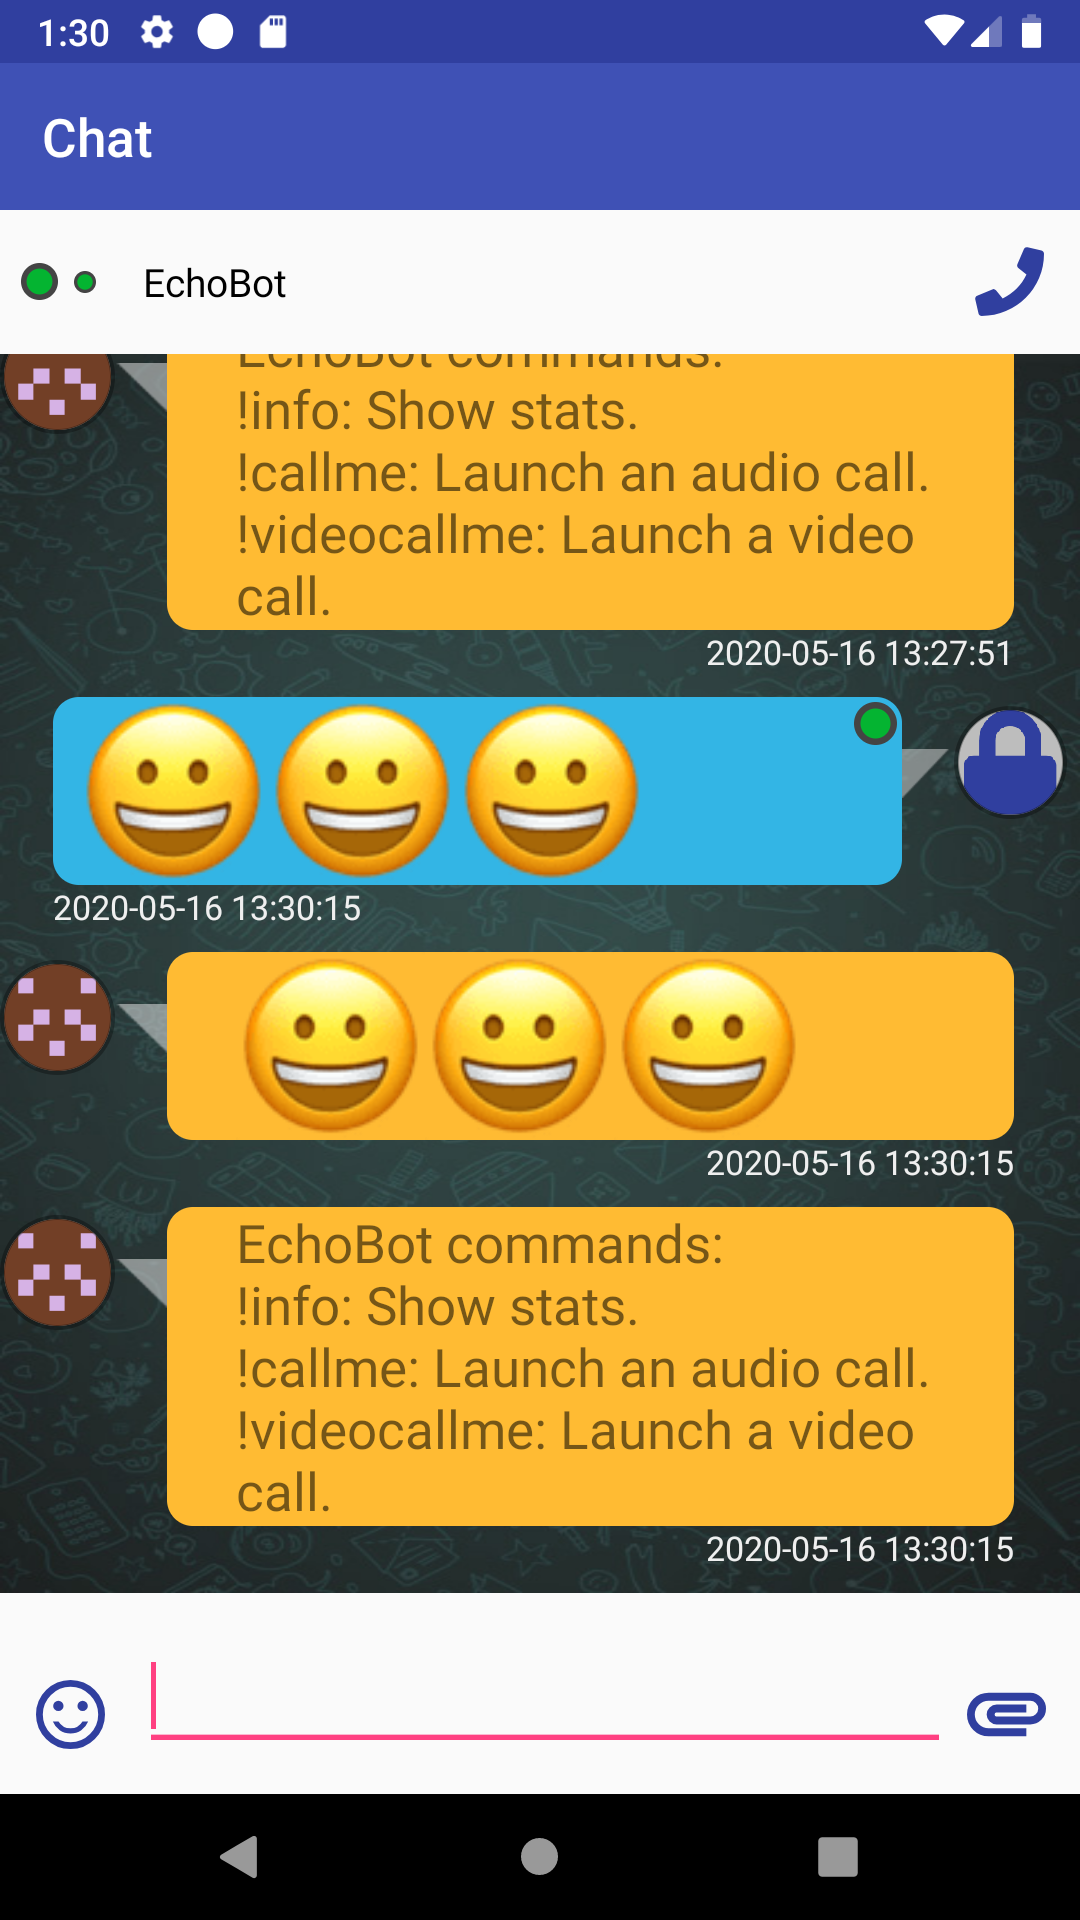 1:30
Chat
EchoBot
EchoBot commands:
!info: Show stats.
!callme: Launch an audio call.
!videocallme: Launch a video
call.
2020-05-16 13:27:51
😀😀😀
2020-05-16 13:30:15
😀😀😀
2020-05-16 13:30:15
EchoBot commands:
!info: Show stats.
!callme: Launch an audio call.
!videocallme: Launch a video
call.
2020-05-16 13:30:15